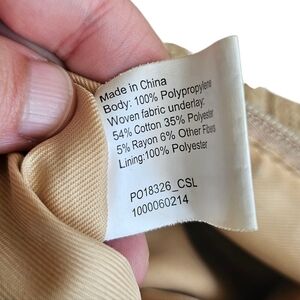 Made in China
Body: 100% Polypropylene
Woven fabric underlay:
54% Cotton 35% Polyester
5% Rayon 6% Other Fibers
Lining:100% Polyester
PO18326_CSL
1000060214